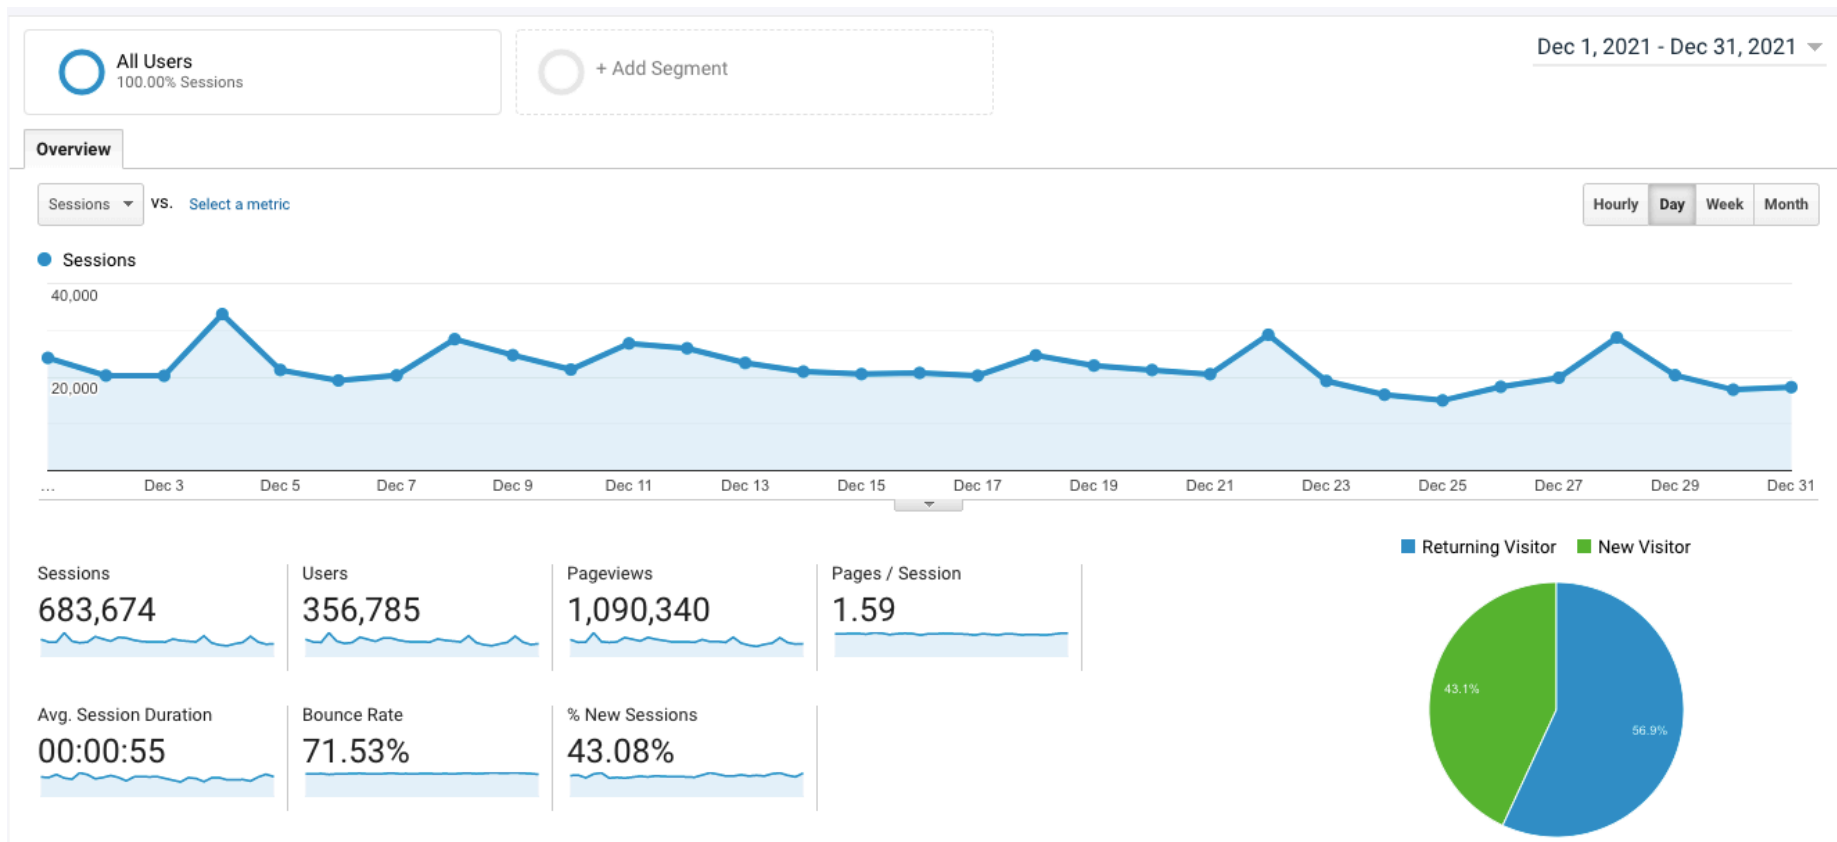 All Users
100.00% Sessions
+ Add Segment
Dec 1, 2021 - Dec 31, 2021
Overview
Sessions vs. Select a metric
Hourly Day Week Month
Sessions
40,000
20,000
... Dec 3 Dec 5 Dec 7 Dec 9 Dec 11 Dec 13 Dec 15 Dec 17 Dec 19 Dec 21 Dec 23 Dec 25 Dec 27 Dec 29 Dec 31
Returning Visitor New Visitor
Sessions
683,674
Users
356,785
Pageviews
1,090,340
Pages / Session
1.59
Avg. Session Duration
00:00:55
Bounce Rate
71.53%
% New Sessions
43.08%
43.1%
56.9%